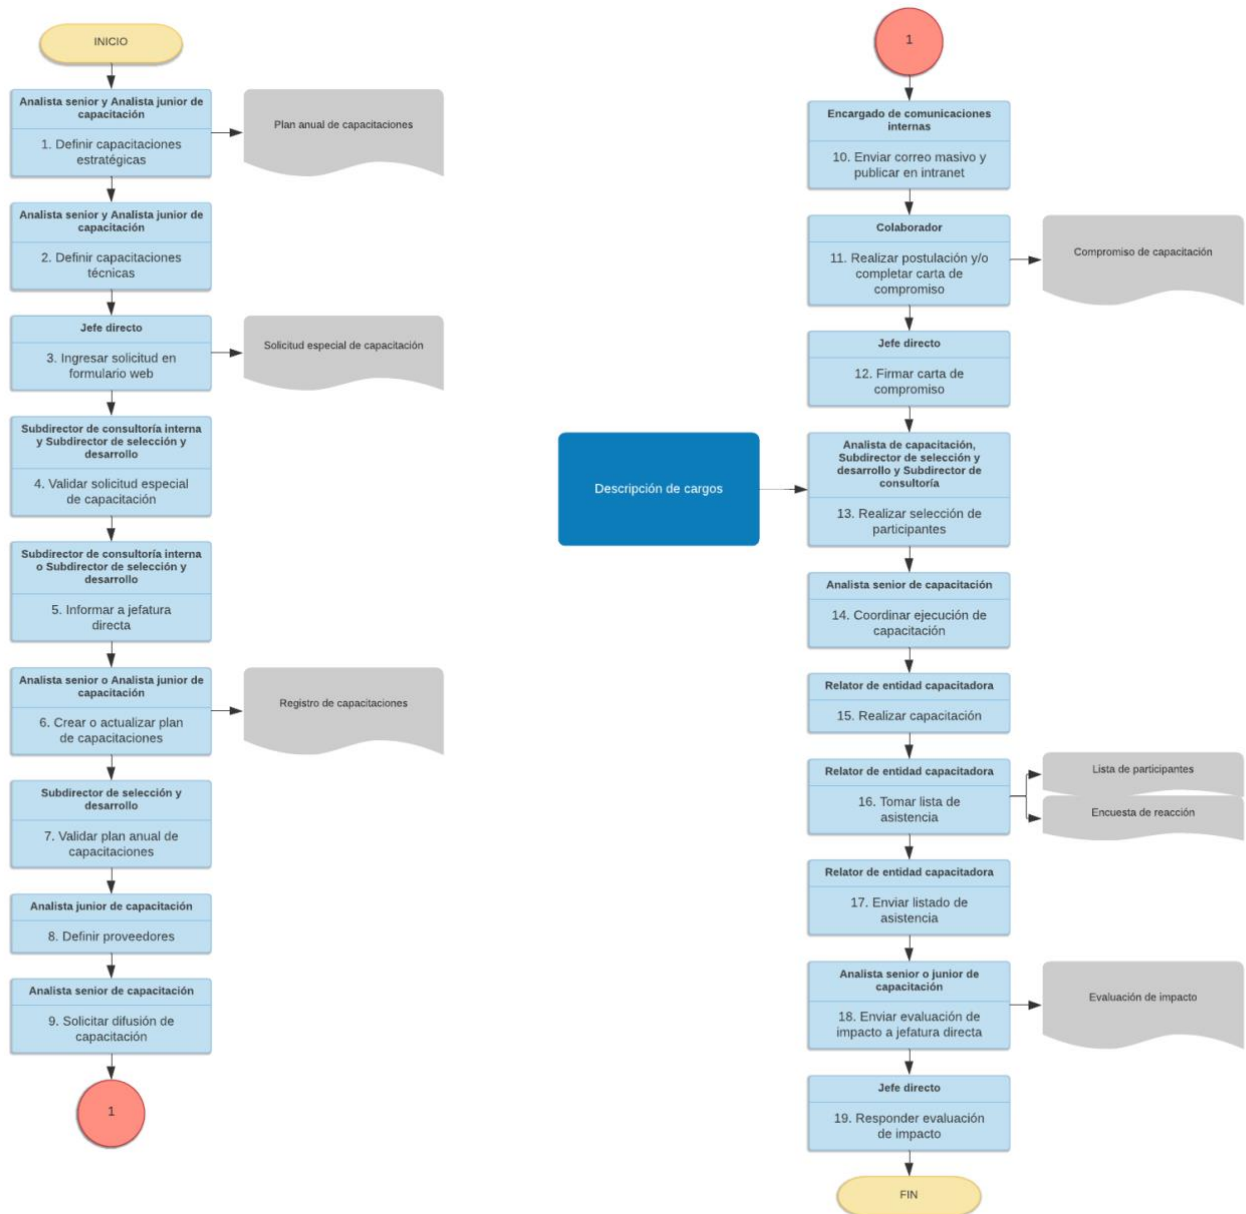 INICIO
Analista senior y Analista junior de
capacitación
1. Definir capacitaciones
estratégicas
Plan anual de capacitaciones
Analista senior y Analista junior de
capacitación
2. Definir capacitaciones
técnicas
Jefe directo
3. Ingresar solicitud en
formulario web
Solicitud especial de capacitación
Subdirector de consultoría interna
y Subdirector de selección y
desarrollo
4. Validar solicitud especial
de capacitación
Subdirector de consultoría interna
o Subdirector de selección y
desarrollo
5. Informar a jefatura
directa
Analista senior o Analista junior de
capacitación
6. Crear o actualizar plan
de capacitaciones
Registro de capacitaciones
Subdirector de selección y
desarrollo
7. Validar plan anual de
capacitaciones
Analista junior de capacitación
8. Definir proveedores
Analista senior de capacitación
9. Solicitar difusión de
capacitación
1
1
Encargado de comunicaciones
internas
10. Enviar correo masivo y
publicar en intranet
Colaborador
11. Realizar postulación y/o
completar carta de
compromiso
Compromiso de capacitación
Jefe directo
12. Firmar carta de
compromiso
Descripción de cargos
Analista de capacitación,
Subdirector de selección y
desarrollo y Subdirector de
consultoría
13. Realizar selección de
participantes
Analista senior de capacitación
14. Coordinar ejecución de
capacitación
Relator de entidad capacitadora
15. Realizar capacitación
Relator de entidad capacitadora
16. Tomar lista de
asistencia
Lista de participantes
Encuesta de reacción
Relator de entidad capacitadora
17. Enviar listado de
asistencia
Analista senior o junior de
capacitación
18. Enviar evaluación de
impacto a jefatura directa
Evaluación de impacto
Jefe directo
19. Responder evaluación
de impacto
FIN